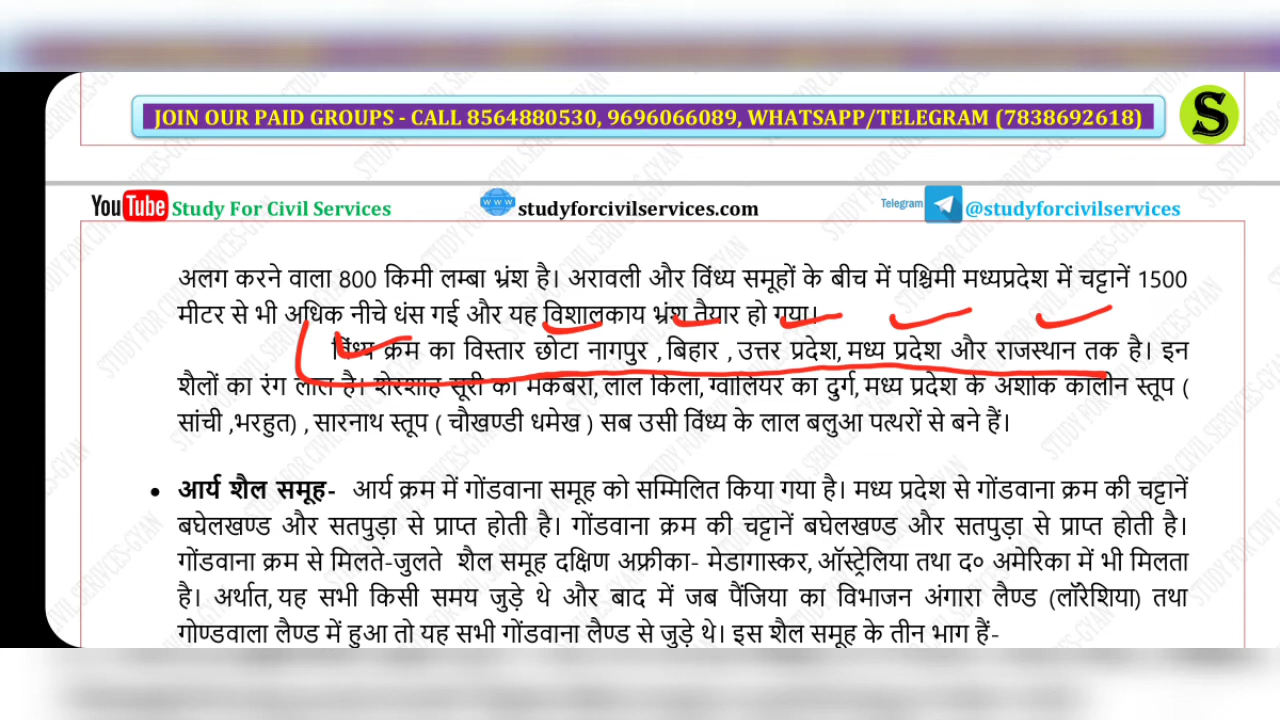 JOIN OUR PAID GROUPS - CALL 8564880530, 9696066089, WHATSAPP/TELEGRAM (7838692618)
S
YouTube Study For Civil Services
www studyforcivilservices.com
Telegram @studyforcivilservices
अलग करने वाला 800 किमी लम्बा भ्रंश है। अरावली और विंध्य समूहों के बीच में पश्चिमी मध्यप्रदेश में चट्टानें 1500
मीटर से भी अधिक नीचे धंस गई और यह विशालकाय भ्रंश तैयार हो गया।
विंध्य क्रम का विस्तार छोटा नागपुर ,बिहार , उत्तर प्रदेश, मध्य प्रदेश और राजस्थान तक है। इन
शैलों का रंग लाल है। शेरशाह सूरी का मकबरा, लाल किला, ग्वालियर का दुर्ग, मध्य प्रदेश के अशोक कालीन स्तूप (
सांची ,भरहुत) , सारनाथ स्तूप ( चौखण्डी धमेख ) सब उसी विंध्य के लाल बलुआ पत्थरों से बने हैं।
• आर्य शैल समूह- आर्य क्रम में गोंडवाना समूह को सम्मिलित किया गया है। मध्य प्रदेश से गोंडवाना क्रम की चट्टानें
बघेलखण्ड और सतपुड़ा से प्राप्त होती है। गोंडवाना क्रम की चट्टानें बघेलखण्ड और सतपुड़ा से प्राप्त होती है।
गोंडवाना क्रम से मिलते-जुलते शैल समूह दक्षिण अफ्रीका- मेडागास्कर, ऑस्ट्रेलिया तथा द० अमेरिका में भी मिलता
है। अर्थात, यह सभी किसी समय जुड़े थे और बाद में जब पैंजिया का विभाजन अंगारा लैण्ड (लॉरेशिया) तथा
गोण्डवाला लैण्ड में हुआ तो यह सभी गोंडवाना लैण्ड से जुड़े थे। इस शैल समूह के तीन भाग हैं-